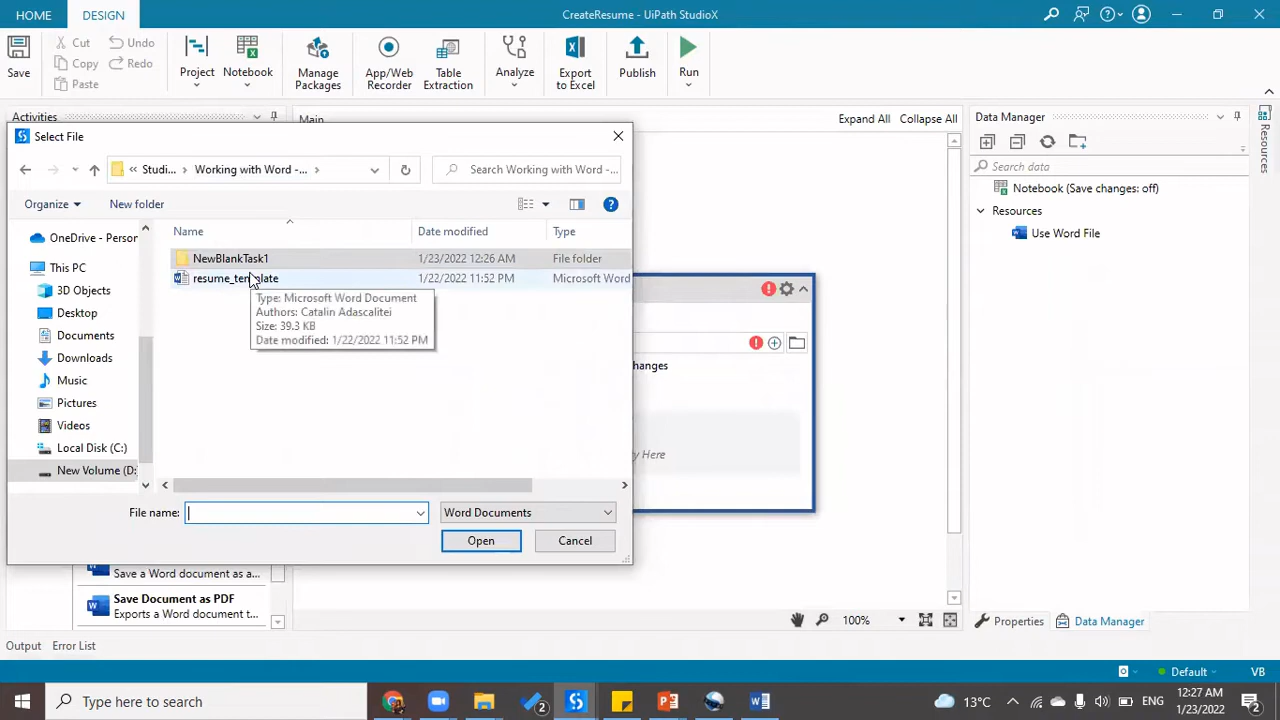 HOME
DESIGN
CreateResume - UiPath StudioX
Save
Cut
Copy
Paste
Undo
Redo
Project
Notebook
Manage Packages
App/Web Recorder
Table Extraction
Analyze
Export to Excel
Publish
Run
Activities
Main
Expand All
Collapse All
Data Manager
Resources
Select File
« Studi... > Working with Word -... >
Search Working with Word -...
Organize
New folder
Name
Date modified
Type
OneDrive - Person
This PC
3D Objects
Desktop
Documents
Downloads
Music
Pictures
Videos
Local Disk (C:)
New Volume (D:
NewBlankTask1
1/23/2022 12:26 AM
File folder
resume_template
1/22/2022 11:52 PM
Microsoft Word
Type: Microsoft Word Document
Authors: Catalin Adascalitei
Size: 39.3 KB
Date modified: 1/22/2022 11:52 PM
File name:
Word Documents
Open
Cancel
hanges
y Here
Search data
Notebook (Save changes: off)
Resources
Use Word File
Save a Word document as a...
Save Document as PDF
Exports a Word document t...
100%
Properties
Data Manager
Output
Error List
Default
VB
Type here to search
2
13°C
ENG
12:27 AM
1/23/2022
2